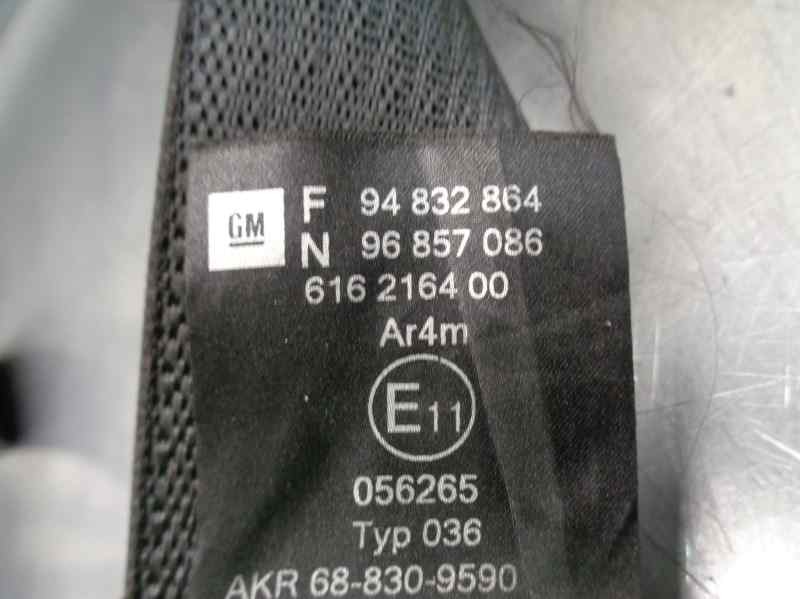 GM F 94 832 864
N 96 857 086
616 2164 00
Ar4m
E11
056265
Typ 036
AKR 68-830-9590